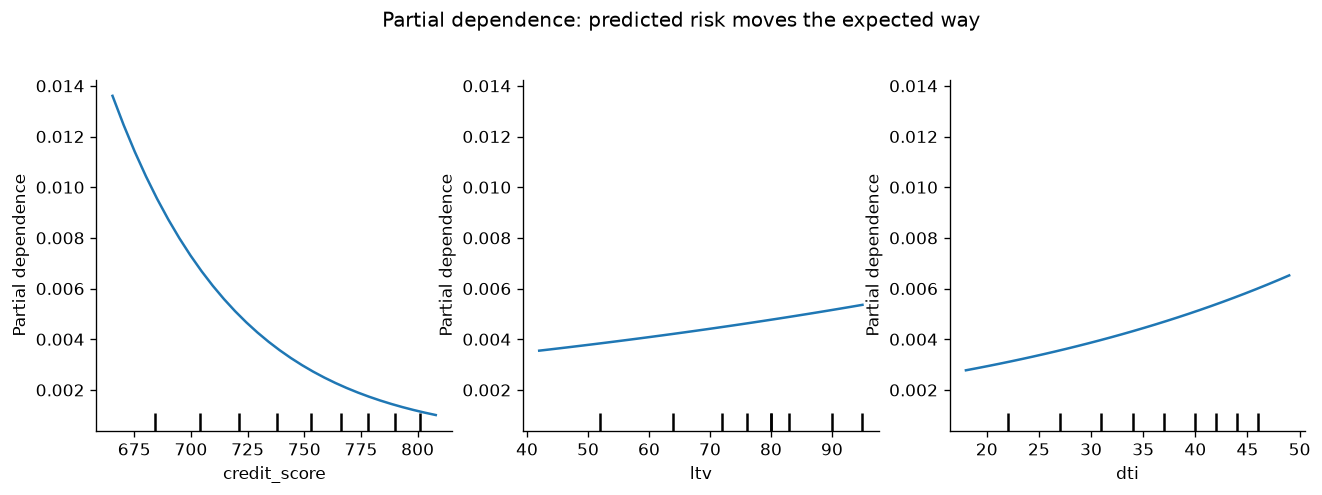 Partial dependence: predicted risk moves the expected way
Partial dependence
0.014
0.012
0.010
0.008
0.006
0.004
0.002
675 700 725 750 775 800
credit_score
Partial dependence
0.014
0.012
0.010
0.008
0.006
0.004
0.002
40 50 60 70 80 90
ltv
Partial dependence
0.014
0.012
0.010
0.008
0.006
0.004
0.002
20 25 30 35 40 45 50
dti